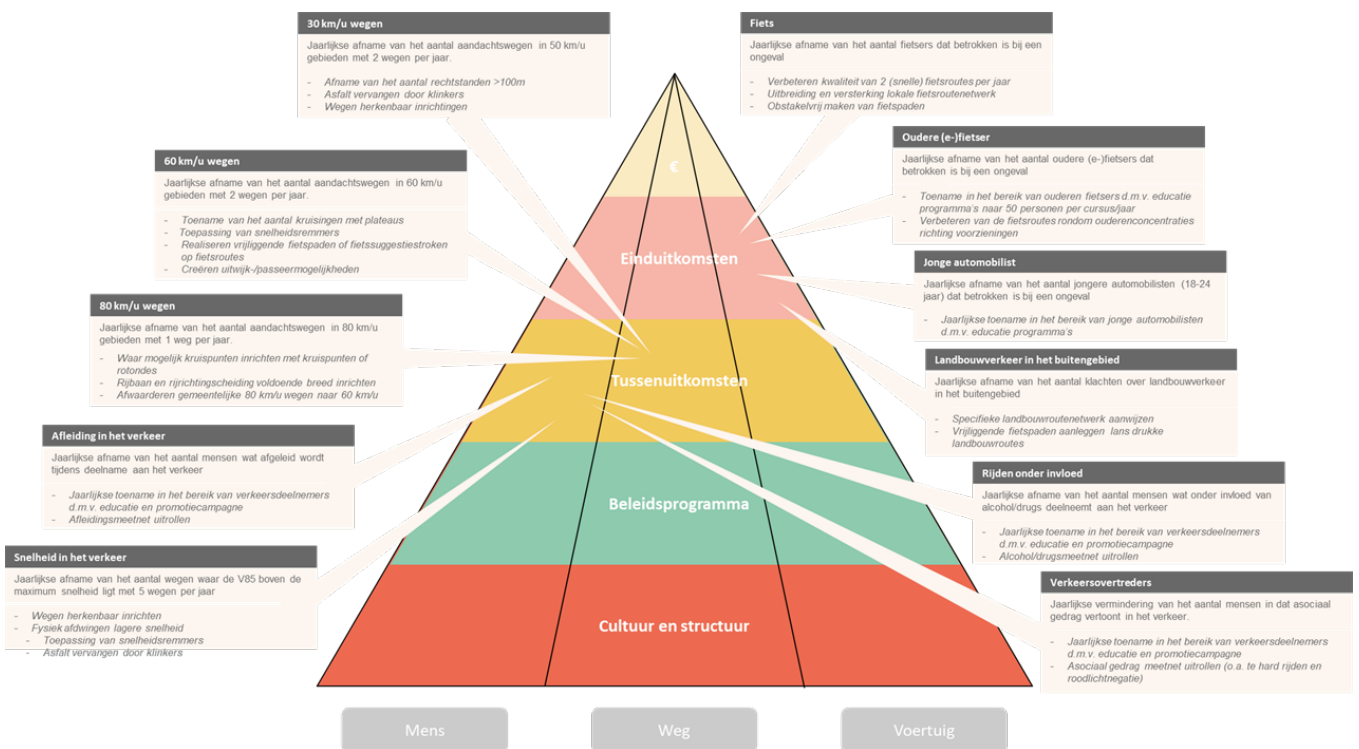 30 km/u wegen
Jaarlijkse afname van het aantal aandachtswegen in 50 km/u
gebieden met 2 wegen per jaar.
- Afname van het aantal rechtstanden >100m
- Asfalt vervangen door klinkers
- Wegen herkenbaar inrichtingen
60 km/u wegen
Jaarlijkse afname van het aantal aandachtswegen in 60 km/u
gebieden met 2 wegen per jaar.
- Toename van het aantal kruisingen met plateaus
- Toepassing van snelheidsremmers
- Realiseren vrijliggende fietspaden of fietssuggestiestroken
op fietsroutes
- Creëren uitwijk-/passeermogelijkheden
80 km/u wegen
Jaarlijkse afname van het aantal aandachtswegen in 80 km/u
gebieden met 1 weg per jaar.
- Waar mogelijk kruispunten inrichten met kruispunten of
rotondes
- Rijbaan en rijrichtingscheiding voldoende breed inrichten
- Afwaarderen gemeentelijke 80 km/u wegen naar 60 km/u
Afleiding in het verkeer
Jaarlijkse afname van het aantal mensen wat afgeleid wordt
tijdens deelname aan het verkeer
- Jaarlijkse toename in het bereik van verkeersdeelnemers
d.m.v. educatie en promotiecampagne
- Afleidingsmeetnet uitrollen
Snelheid in het verkeer
Jaarlijkse afname van het aantal wegen waar de V85 boven de
maximum snelheid ligt met 5 wegen per jaar
- Wegen herkenbaar inrichten
- Fysiek afdwingen lagere snelheid
- Toepassing van snelheidsremmers
- Asfalt vervangen door klinkers
€
Einduitkomsten
Tussenuitkomsten
Beleidsprogramma
Cultuur en structuur
Fiets
Jaarlijkse afname van het aantal fietsers dat betrokken is bij een
ongeval
- Verbeteren kwaliteit van 2 (snelle) fietsroutes per jaar
- Uitbreiding en versterking lokale fietsroutenetwerk
- Obstakelvrij maken van fietspaden
Oudere (e-)fietser
Jaarlijkse afname van het aantal oudere (e-)fietsers dat
betrokken is bij een ongeval
- Toename in het bereik van ouderen fietsers d.m.v. educatie
programma's naar 50 personen per cursus/jaar
- Verbeteren van de fietsroutes rondom ouderenconcentraties
richting voorzieningen
Jonge automobilist
Jaarlijkse afname van het aantal jongere automobilisten (18-24
jaar) dat betrokken is bij een ongeval
- Jaarlijkse toename in het bereik van jonge automobilisten
d.m.v. educatie programma's
Landbouwverkeer in het buitengebied
Jaarlijkse afname van het aantal klachten over landbouwverkeer
in het buitengebied
- Specifieke landbouwroutenetwerk aanwijzen
- Vrijliggende fietspaden aanleggen lans drukke
landbouwroutes
Rijden onder invloed
Jaarlijkse afname van het aantal mensen wat onder invloed van
alcohol/drugs deelneemt aan het verkeer
- Jaarlijkse toename in het bereik van verkeersdeelnemers
d.m.v. educatie en promotiecampagne
- Alcohol/drugsmeetnet uitrollen
Verkeersovertreders
Jaarlijkse vermindering van het aantal mensen in dat asociaal
gedrag vertoont in het verkeer.
- Jaarlijkse toename in het bereik van verkeersdeelnemers
d.m.v. educatie en promotiecampagne
- Asociaal gedrag meetnet uitrollen (o.a. te hard rijden en
roodlichtnegatie)
Mens
Weg
Voertuig